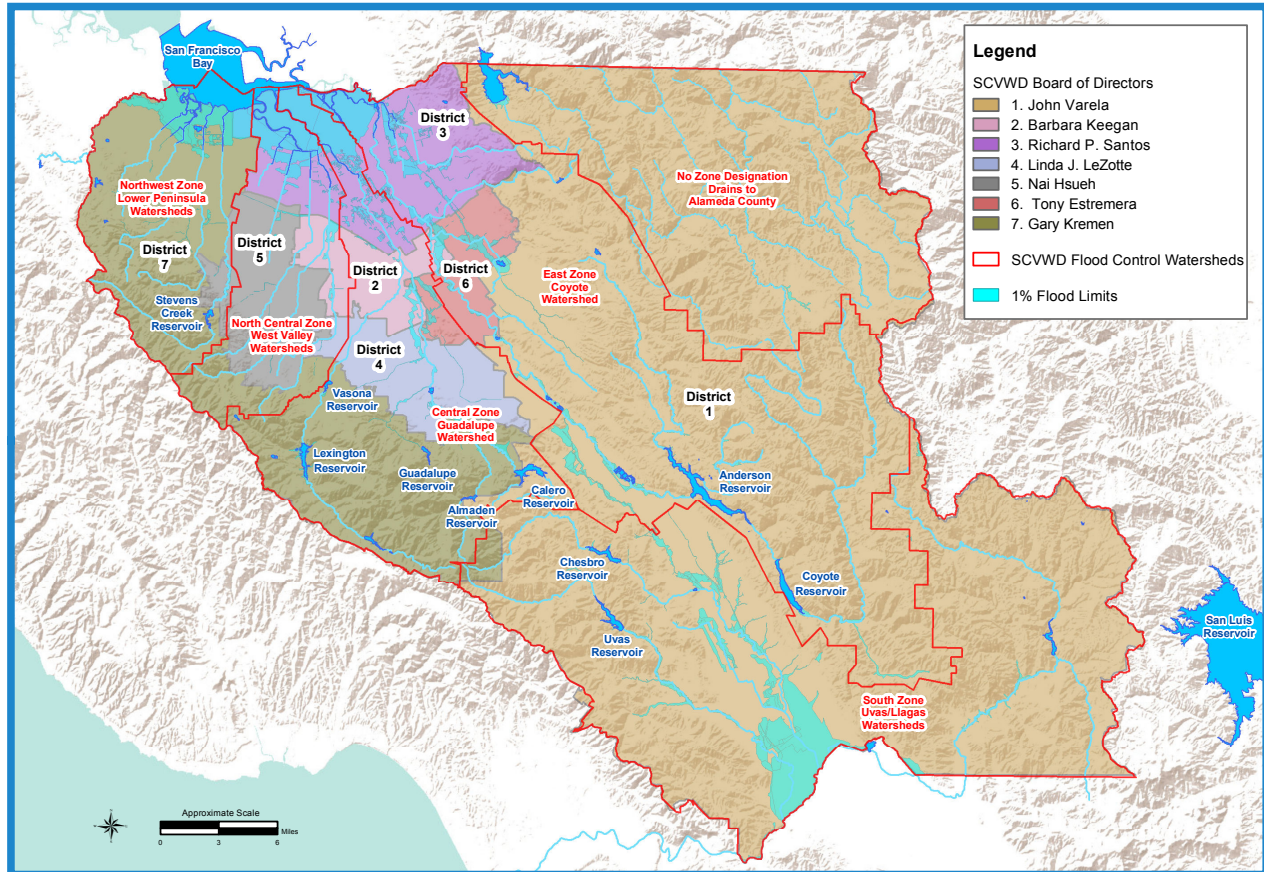 San Francisco
Bay
District
3
No Zone Designation
Drains to
Alameda County
Northwest Zone
Lower Peninsula
Watersheds
District
7
District
5
District
2
District
6
East Zone
Coyote
Watershed
Stevens
Creek
Reservoir
North Central Zone
West Valley
Watersheds
District
4
Vasona
Reservoir
Central Zone
Guadalupe
Watershed
District
1
Lexington
Reservoir
Guadalupe
Reservoir
Calero
Reservoir
Almaden
Reservoir
Anderson
Reservoir
Chesbro
Reservoir
Coyote
Reservoir
Uvas
Reservoir
San Luis
Reservoir
South Zone
Uvas/Llagas
Watersheds
Legend
SCVWD Board of Directors
1. John Varela
2. Barbara Keegan
3. Richard P. Santos
4. Linda J. LeZotte
5. Nai Hsueh
6. Tony Estremera
7. Gary Kremen
SCVWD Flood Control Watersheds
1% Flood Limits
Approximate Scale
Miles
0 3 6